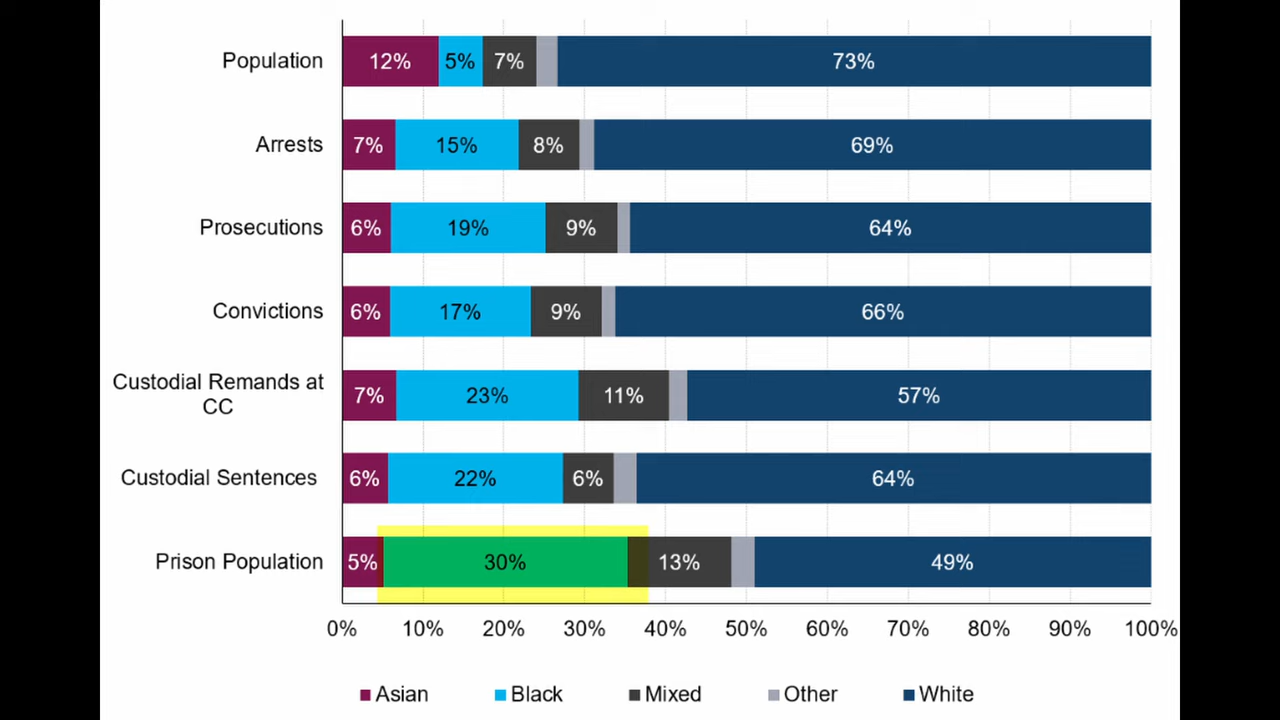 Population 12% 5% 7% 73%
Arrests 7% 15% 8% 69%
Prosecutions 6% 19% 9% 64%
Convictions 6% 17% 9% 66%
Custodial Remands at
CC 7% 23% 11% 57%
Custodial Sentences 6% 22% 6% 64%
Prison Population 5% 30% 13% 49%
0% 10% 20% 30% 40% 50% 60% 70% 80% 90% 100%
Asian Black Mixed Other White